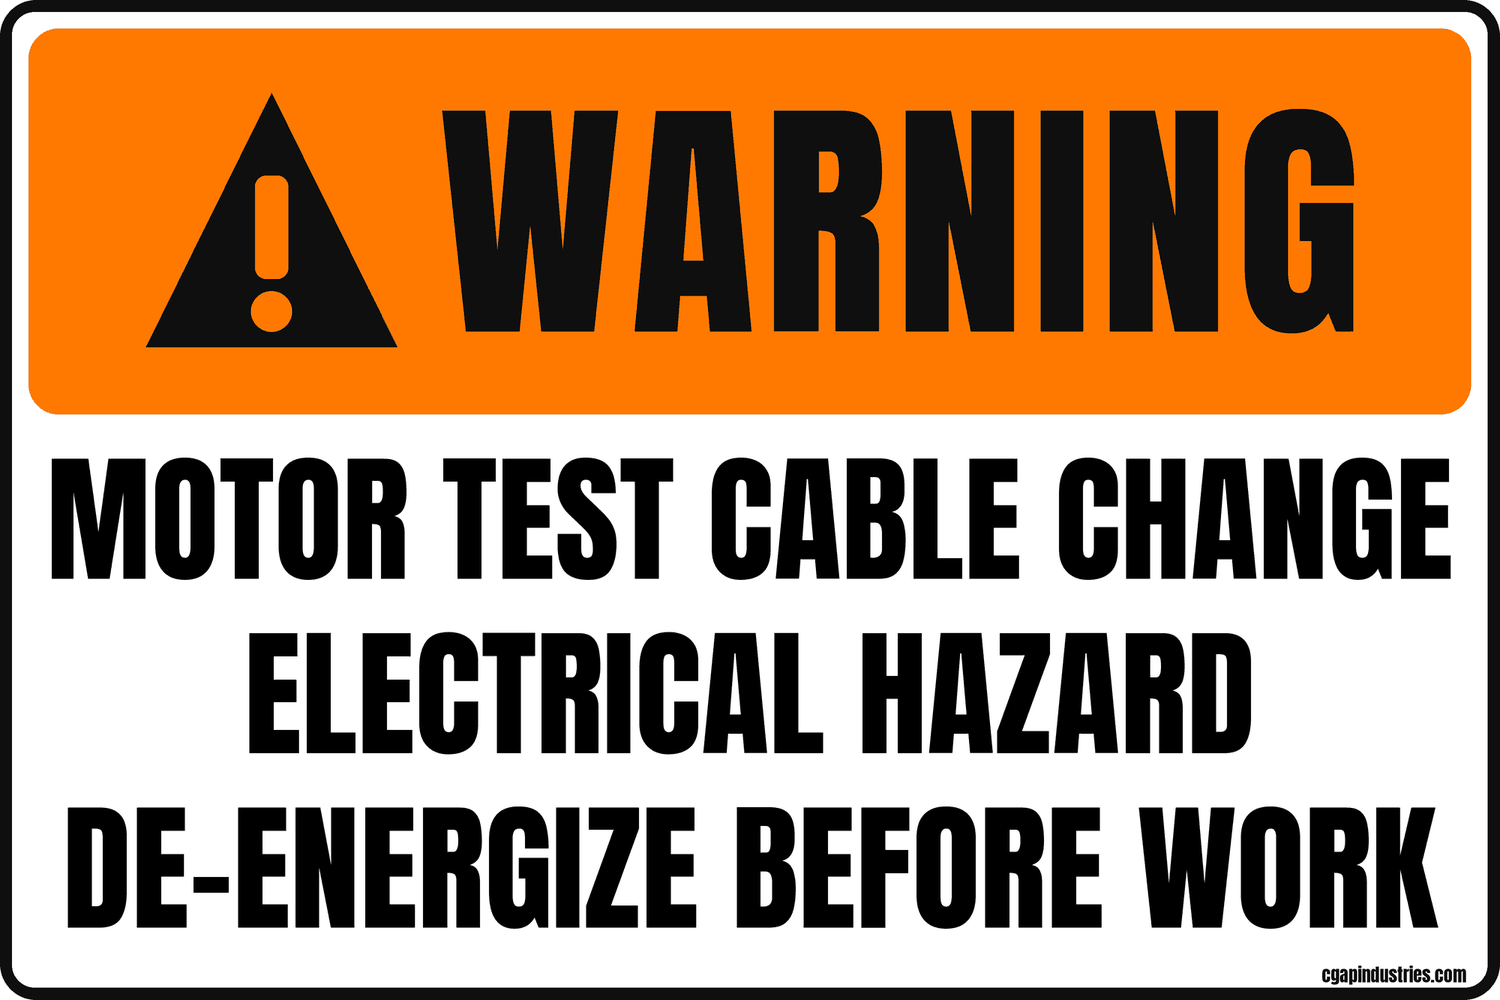 WARNING
MOTOR TEST CABLE CHANGE
ELECTRICAL HAZARD
DE-ENERGIZE BEFORE WORK
cgapindustries.com